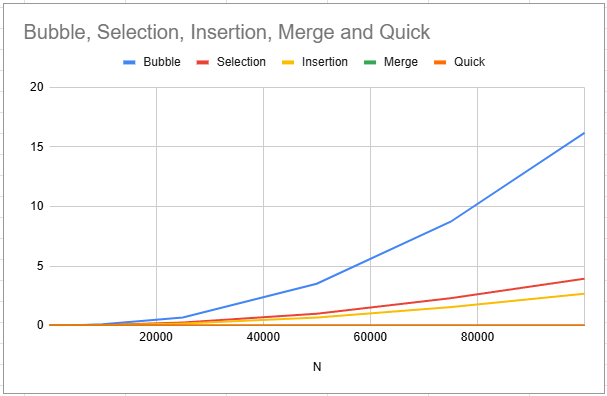 Bubble, Selection, Insertion, Merge and Quick
Bubble Selection Insertion Merge Quick
20
15
10
5
0
20000 40000 60000 80000
N